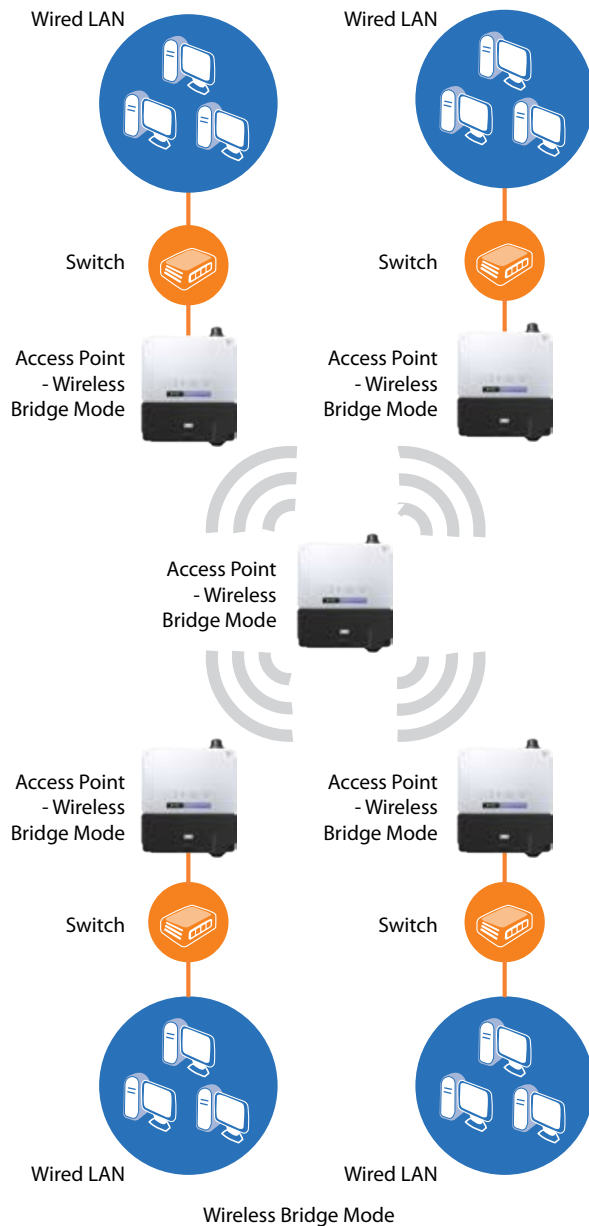 Wired LAN
Wired LAN
Switch
Switch
Access Point
- Wireless
Bridge Mode
Access Point
- Wireless
Bridge Mode
Access Point
- Wireless
Bridge Mode
Access Point
- Wireless
Bridge Mode
Access Point
- Wireless
Bridge Mode
Switch
Switch
Wired LAN
Wired LAN
Wireless Bridge Mode